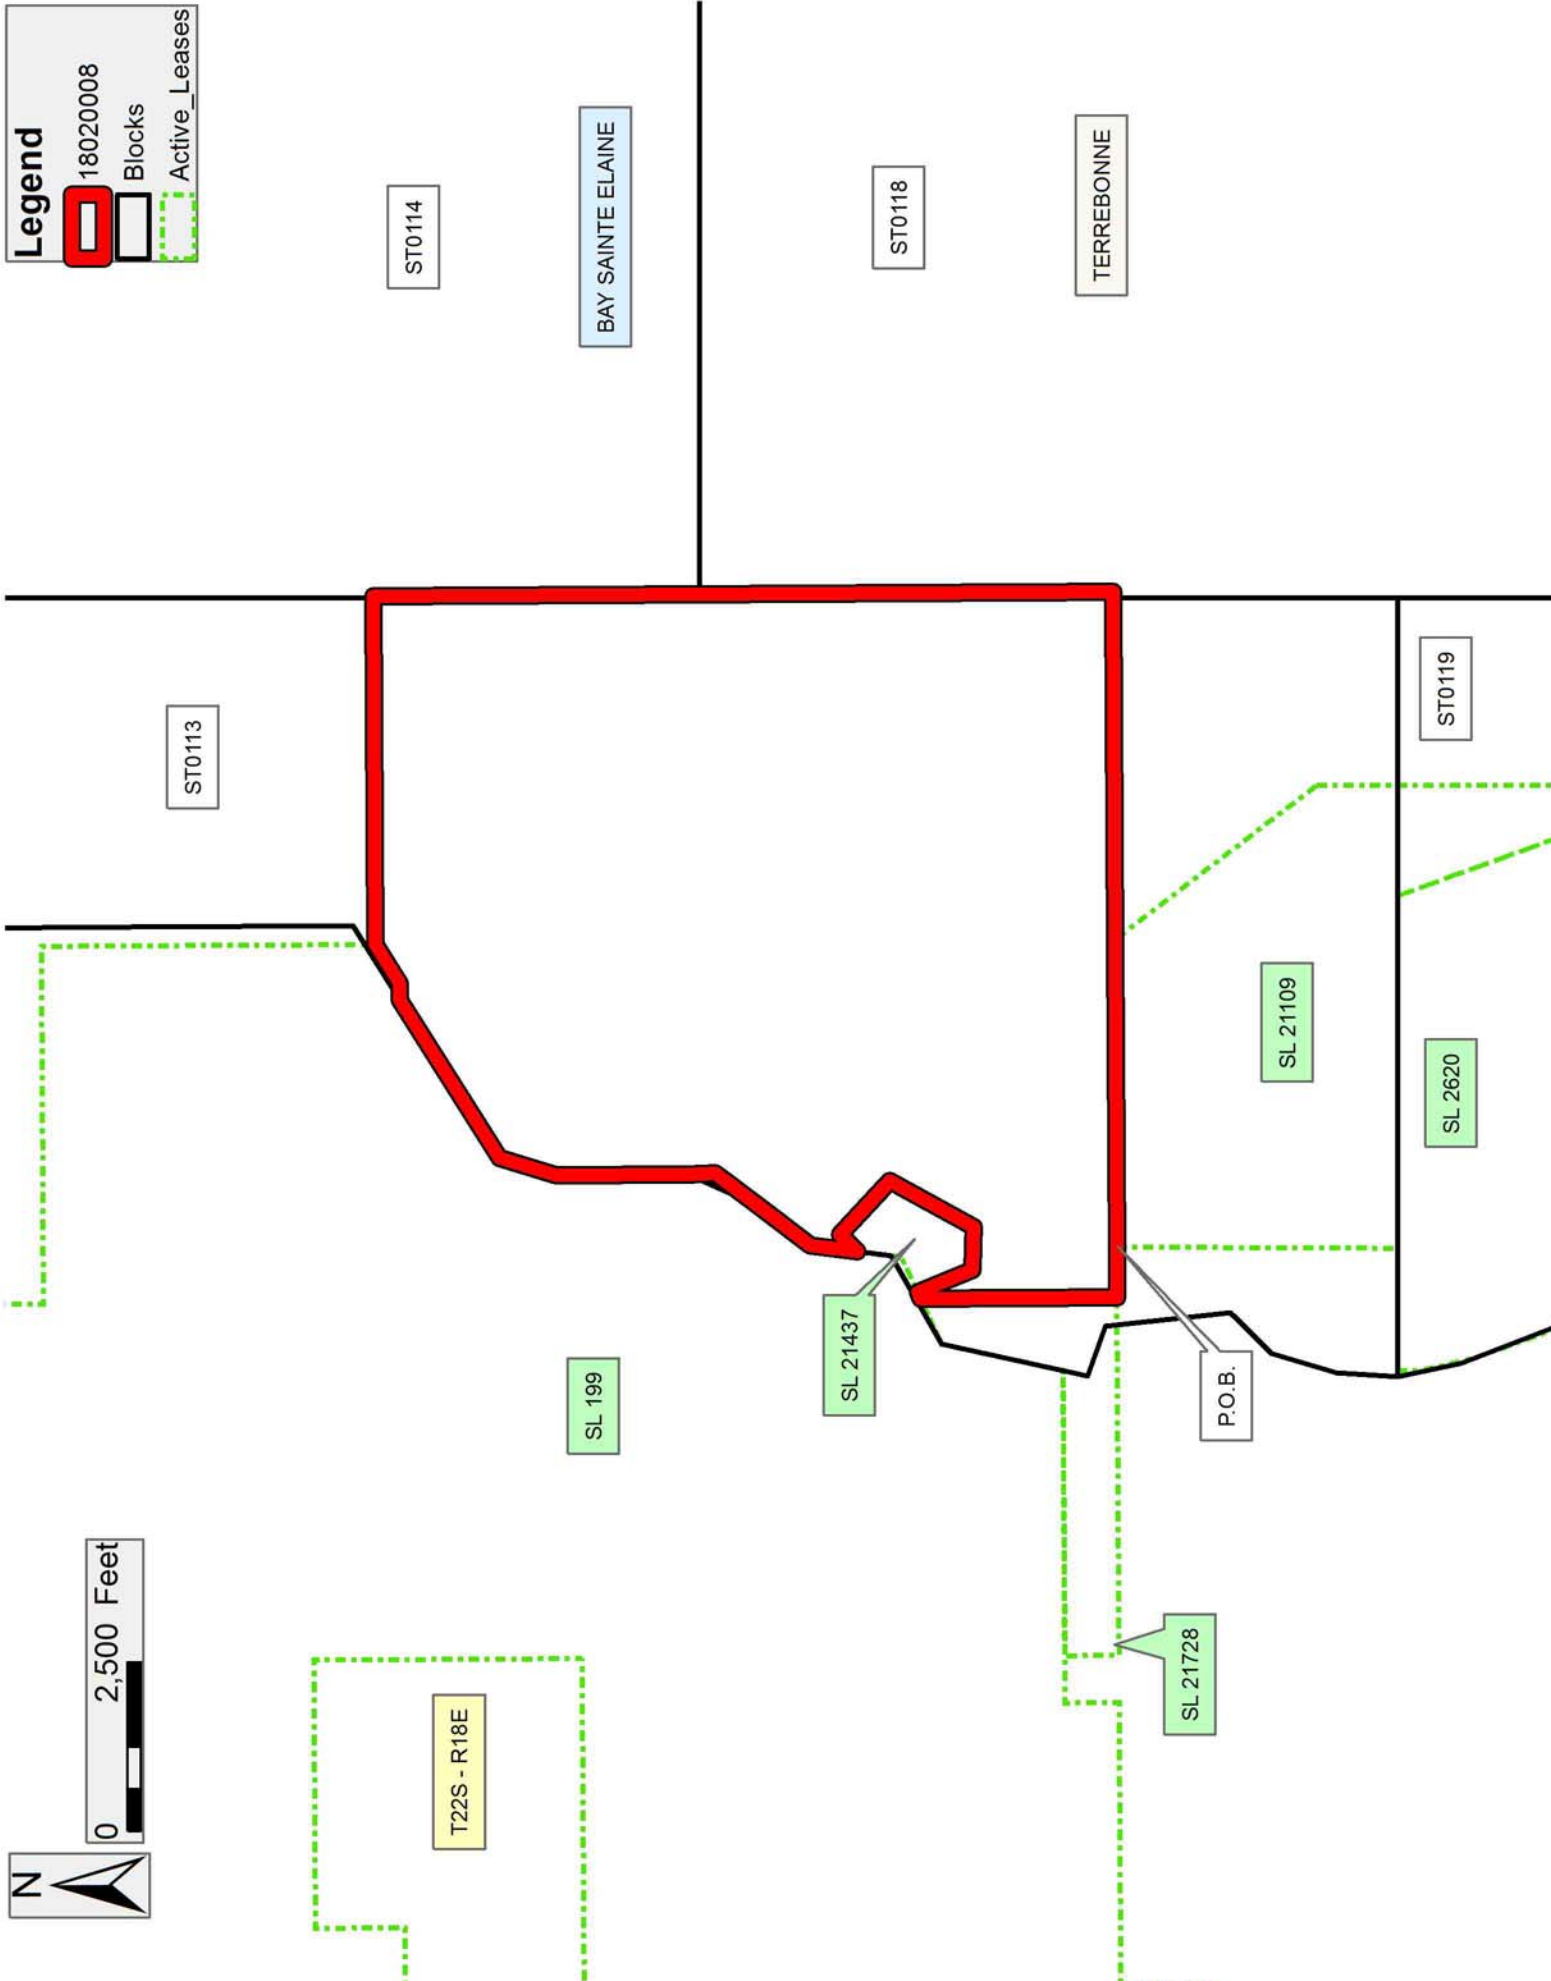 N
0 2,500 Feet
Legend
18020008
Blocks
Active_Leases
ST0113
ST0114
T22S - R18E
SL 199
BAY SAINTE ELAINE
SL 21437
ST0118
TERREBONNE
SL 21728
P.O.B.
SL 21109
SL 2620
ST0119